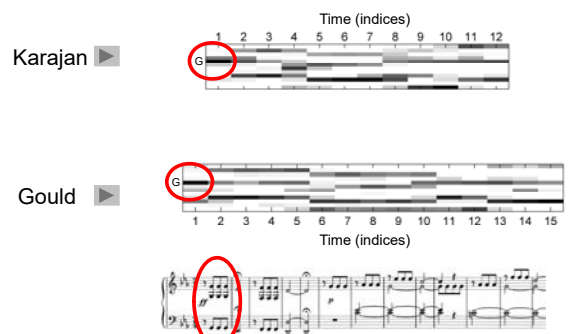 Time (indices)
1 2 3 4 5 6 7 8 9 10 11 12
Karajan
G
Gould
G
1 2 3 4 5 6 7 8 9 10 11 12 13 14 15
Time (indices)
ff p